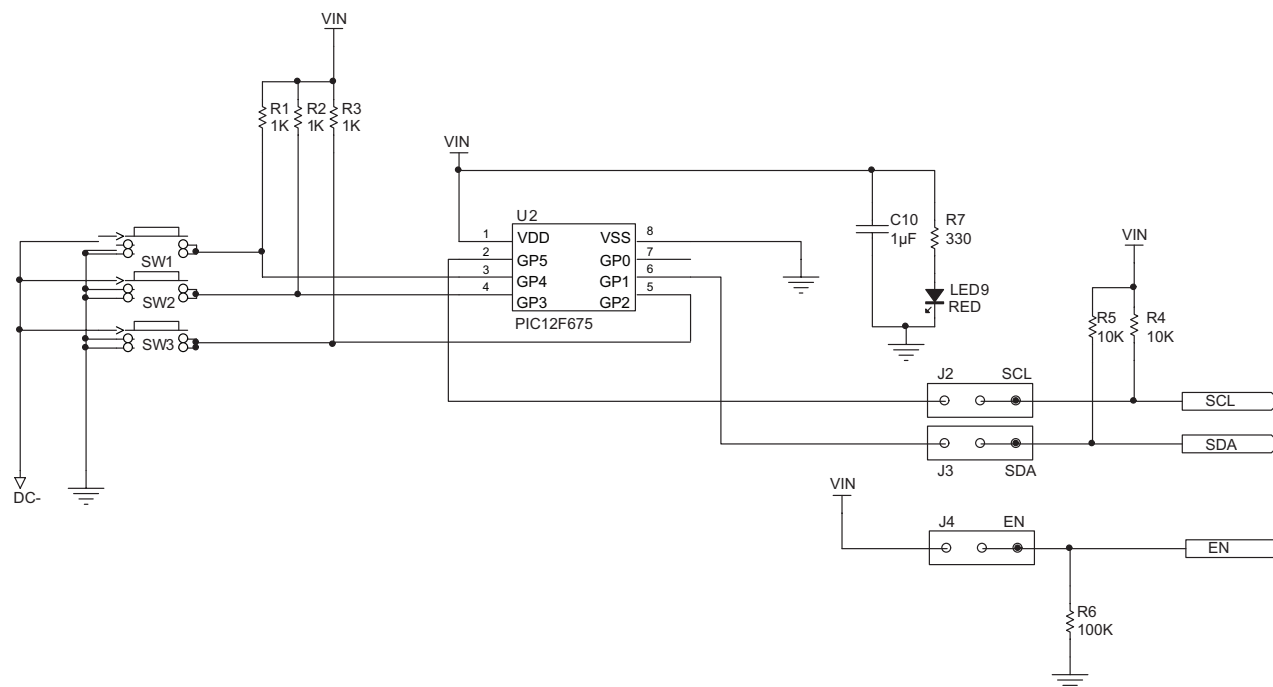 VIN
R1 R2 R3
1K 1K 1K
VIN
U2
1 VDD VSS 8
2 GP5 GP0 7
3 GP4 GP1 6
4 GP3 GP2 5
PIC12F675
C10
1µF
R7
330
LED9
RED
VIN
R5 R4
10K 10K
SW1
SW2
SW3
DC-
J2 SCL
SCL
J3 SDA
SDA
VIN
J4 EN
EN
R6
100K